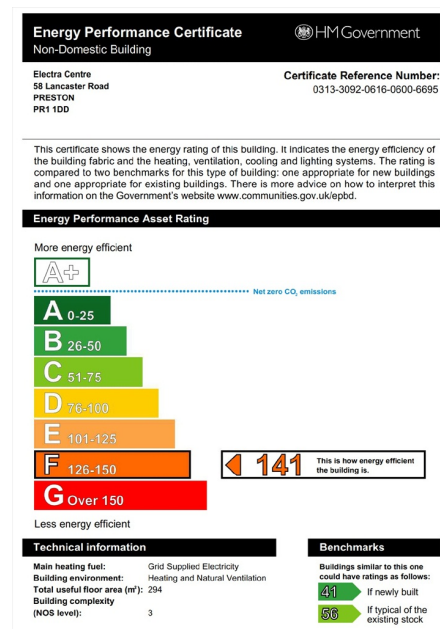 Energy Performance Certificate
Non-Domestic Building
HM Government
Electra Centre
58 Lancaster Road
PRESTON
PR1 1DD
Certificate Reference Number:
0313-3092-0616-0600-6695
This certificate shows the energy rating of this building. It indicates the energy efficiency of
the building fabric and the heating, ventilation, cooling and lighting systems. The rating is
compared to two benchmarks for this type of building: one appropriate for new buildings
and one appropriate for existing buildings. There is more advice on how to interpret this
information on the Government's website www.communities.gov.uk/epbd.
Energy Performance Asset Rating
More energy efficient
A+
Net zero CO₂ emissions
A 0-25
B 26-50
C 51-75
D 76-100
E 101-125
F 126-150
141
This is how energy efficient
the building is.
G Over 150
Less energy efficient
Technical information
Main heating fuel: Grid Supplied Electricity
Building environment: Heating and Natural Ventilation
Total useful floor area (m²): 294
Building complexity
(NOS level): 3
Benchmarks
Buildings similar to this one
could have ratings as follows:
41 If newly built
56 If typical of the
existing stock